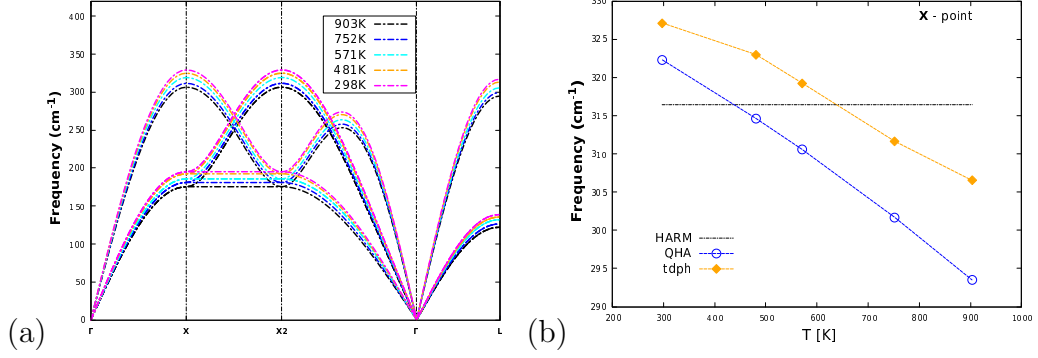 (a)
Frequency (cm-1)
400
350
300
250
200
150
100
50
0
903K
752K
571K
481K
298K
Γ X X2 Γ L
(b)
Frequency (cm-1)
330
325
320
315
310
305
300
295
290
X - point
HARM
QHA
tdph
200 300 400 500 600 700 800 900 1000
T [K]